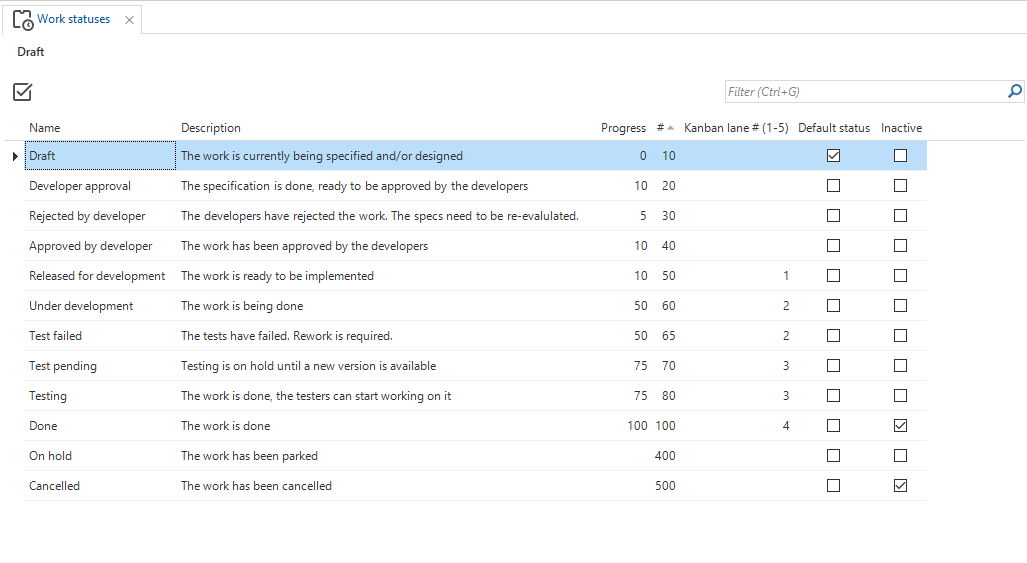 Work statuses
Draft
Filter (Ctrl+G)
Name Description Progress # Kanban lane # (1-5) Default status Inactive
Draft The work is currently being specified and/or designed 0 10
Developer approval The specification is done, ready to be approved by the developers 10 20
Rejected by developer The developers have rejected the work. The specs need to be re-evalulated. 5 30
Approved by developer The work has been approved by the developers 10 40
Released for development The work is ready to be implemented 10 50 1
Under development The work is being done 50 60 2
Test failed The tests have failed. Rework is required. 50 65 2
Test pending Testing is on hold until a new version is available 75 70 3
Testing The work is done, the testers can start working on it 75 80 3
Done The work is done 100 100 4
On hold The work has been parked 400
Cancelled The work has been cancelled 500